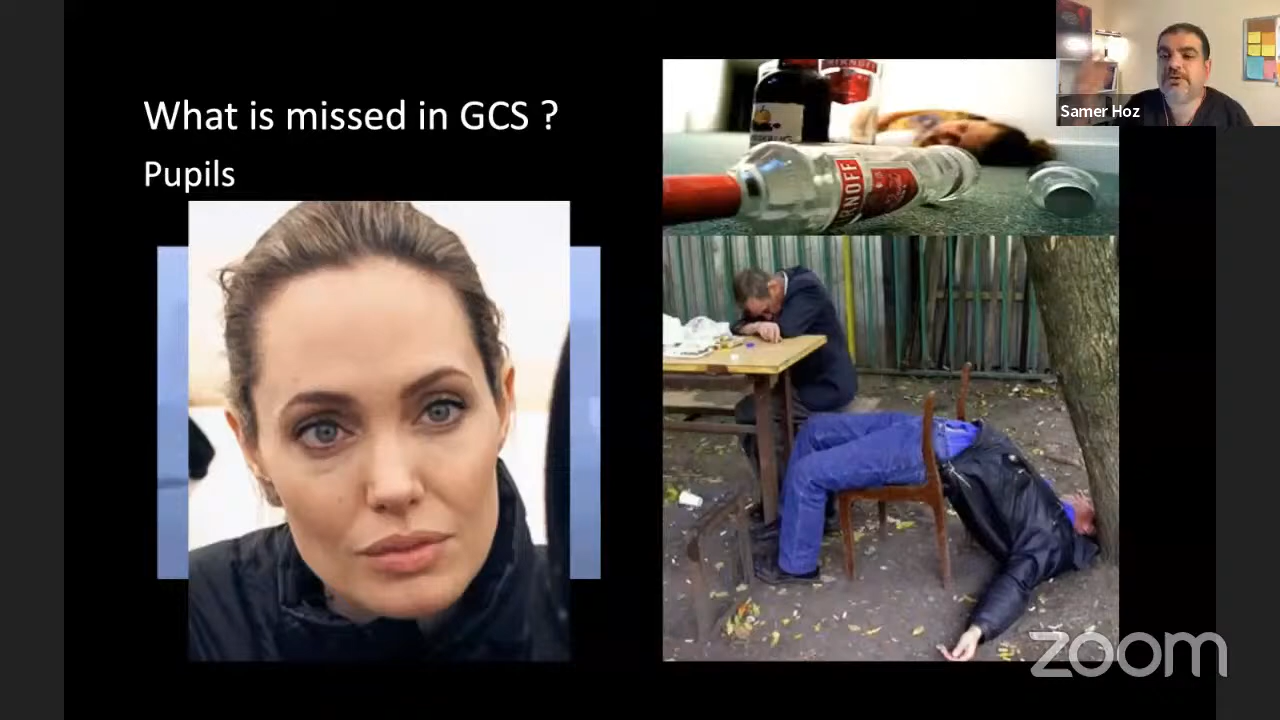 What is missed in GCS ?
Pupils
SMIRNOFF
Samer Hoz
zoom